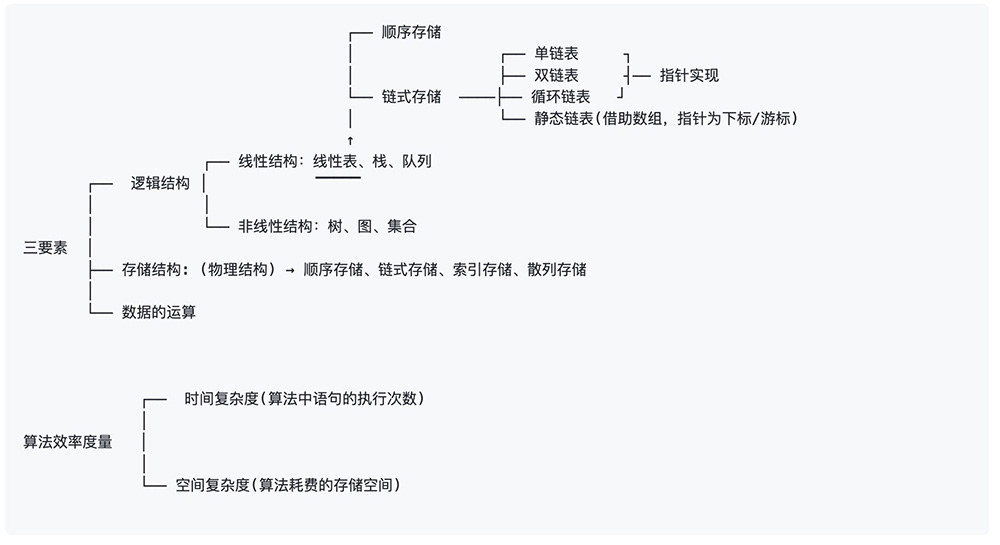 顺序存储
单链表
双链表 指针实现
链式存储 循环链表
静态链表(借助数组，指针为下标/游标)
↑
线性结构：线性表、栈、队列
逻辑结构
非线性结构：树、图、集合
三要素
存储结构：(物理结构) → 顺序存储、链式存储、索引存储、散列存储
数据的运算
时间复杂度(算法中语句的执行次数)
算法效率度量
空间复杂度(算法耗费的存储空间)